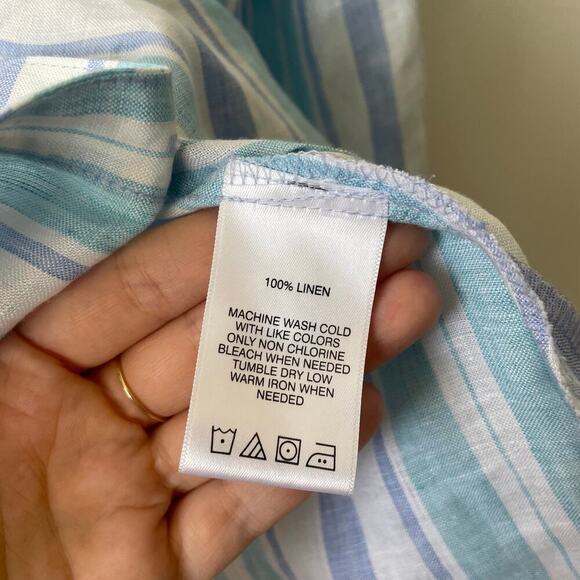 100% LINEN
MACHINE WASH COLD
WITH LIKE COLORS
ONLY NON CHLORINE
BLEACH WHEN NEEDED
TUMBLE DRY LOW
WARM IRON WHEN
NEEDED